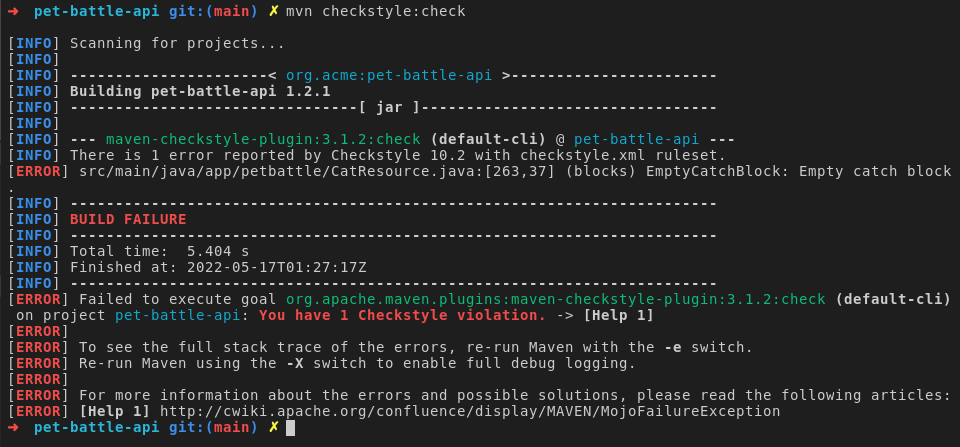 ➜  pet-battle-api git:(main) ✗ mvn checkstyle:check
[INFO] Scanning for projects...
[INFO]
[INFO] ----------------------< org.acme:pet-battle-api >-----------------------
[INFO] Building pet-battle-api 1.2.1
[INFO] --------------------------------[ jar ]---------------------------------
[INFO]
[INFO] --- maven-checkstyle-plugin:3.1.2:check (default-cli) @ pet-battle-api ---
[INFO] There is 1 error reported by Checkstyle 10.2 with checkstyle.xml ruleset.
[ERROR] src/main/java/app/petbattle/CatResource.java:[263,37] (blocks) EmptyCatchBlock: Empty catch block
.
[INFO] ------------------------------------------------------------------------
[INFO] BUILD FAILURE
[INFO] ------------------------------------------------------------------------
[INFO] Total time:  5.404 s
[INFO] Finished at: 2022-05-17T01:27:17Z
[INFO] ------------------------------------------------------------------------
[ERROR] Failed to execute goal org.apache.maven.plugins:maven-checkstyle-plugin:3.1.2:check (default-cli)
 on project pet-battle-api: You have 1 Checkstyle violation. -> [Help 1]
[ERROR]
[ERROR] To see the full stack trace of the errors, re-run Maven with the -e switch.
[ERROR] Re-run Maven using the -X switch to enable full debug logging.
[ERROR]
[ERROR] For more information about the errors and possible solutions, please read the following articles:
[ERROR] [Help 1] http://cwiki.apache.org/confluence/display/MAVEN/MojoFailureException
➜  pet-battle-api git:(main) ✗